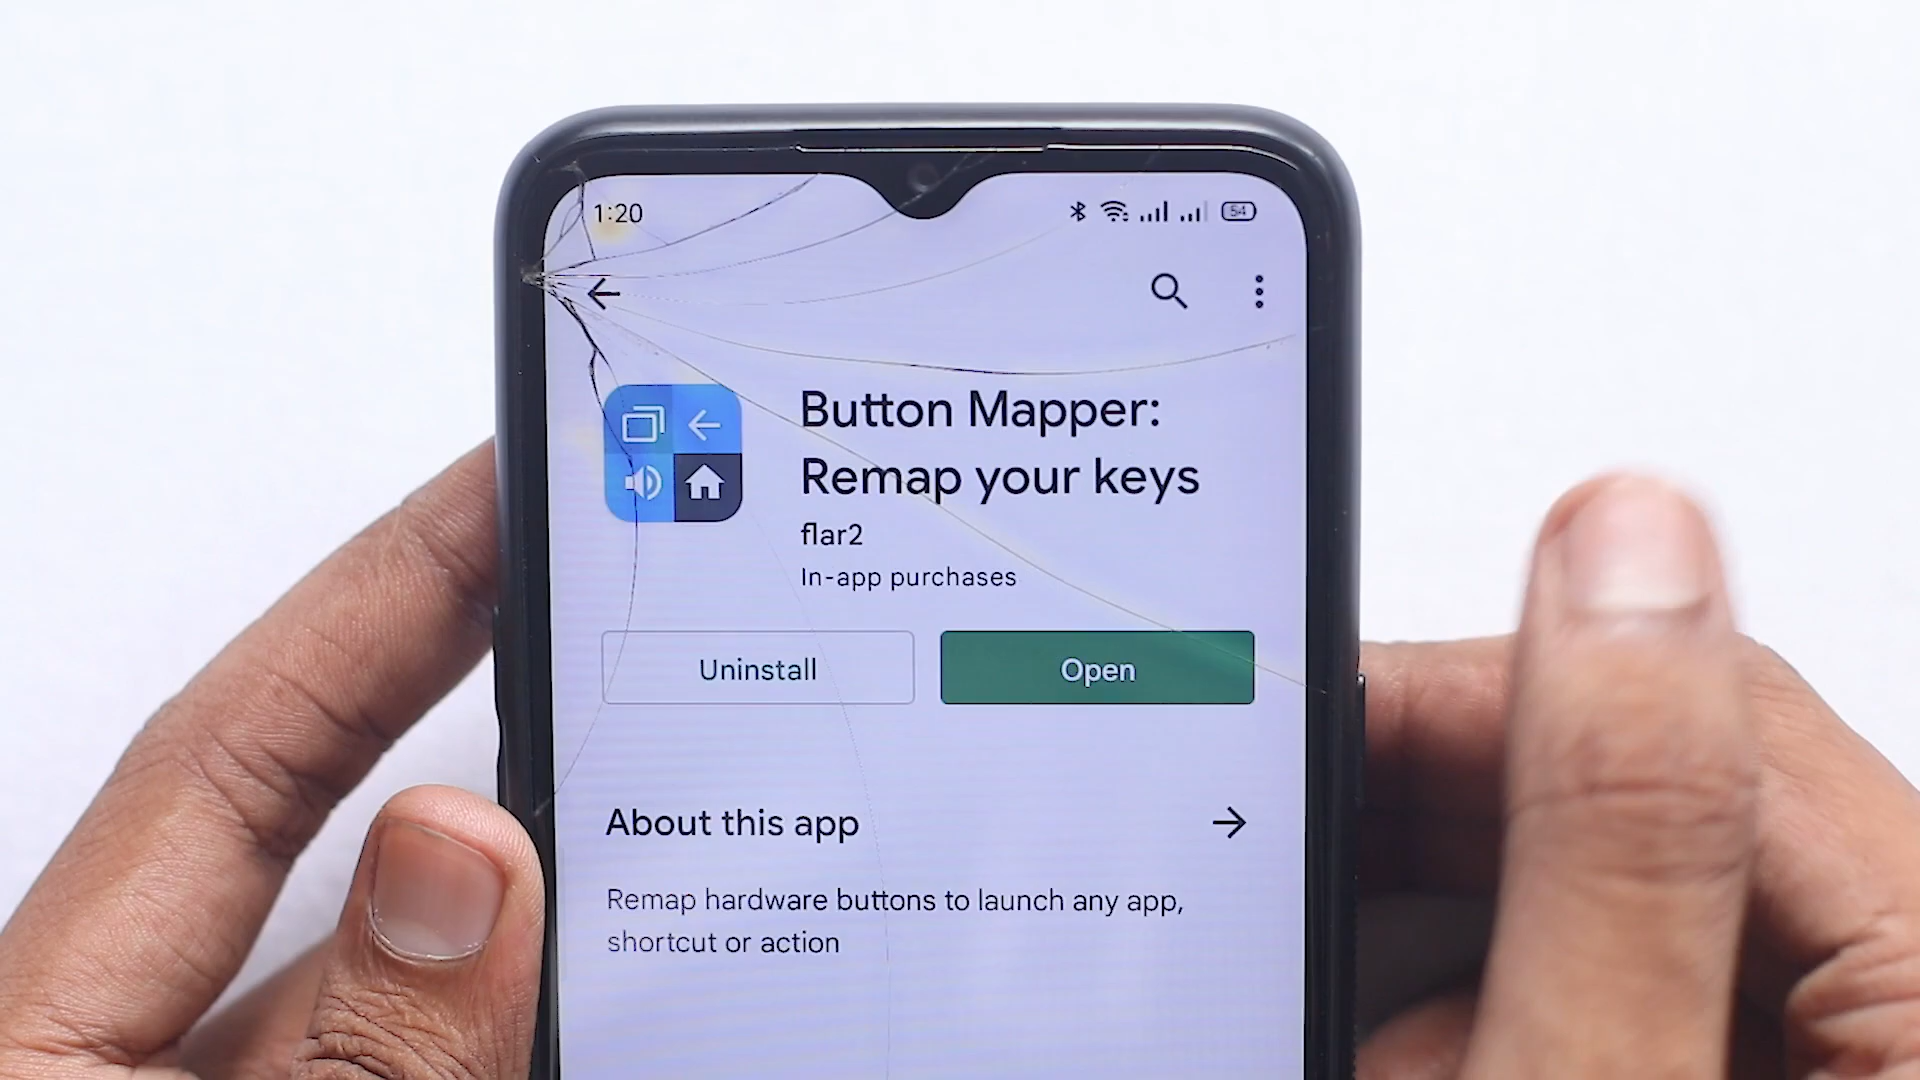 1:20
54
Button Mapper:
Remap your keys
flar2
In-app purchases
Uninstall
Open
About this app
Remap hardware buttons to launch any app,
shortcut or action